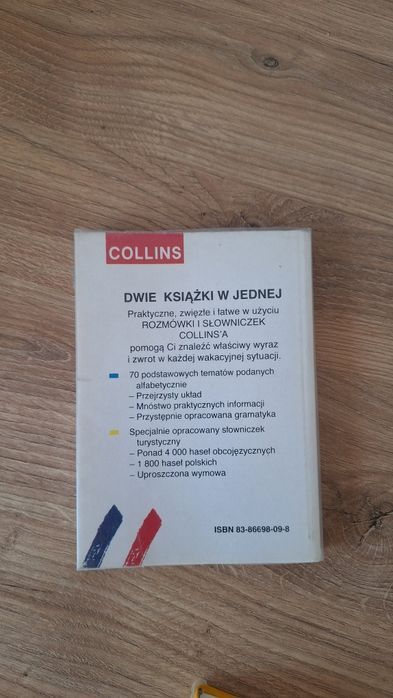 COLLINS
DWIE KSIĄŻKI W JEDNEJ
Praktyczne, zwięzłe i łatwe w użyciu
ROZMÓWKI I SŁOWNICZEK
COLLINS'A
pomogą Ci znaleźć właściwy wyraz
i zwrot w każdej wakacyjnej sytuacji.
70 podstawowych tematów podanych
alfabetycznie
– Przejrzysty układ
– Mnóstwo praktycznych informacji
– Przystępnie opracowana gramatyka
Specjalnie opracowany słowniczek
turystyczny
– Ponad 4 000 haseł obcojęzycznych
– 1 800 haseł polskich
– Uproszczona wymowa
ISBN 83-86698-09-8